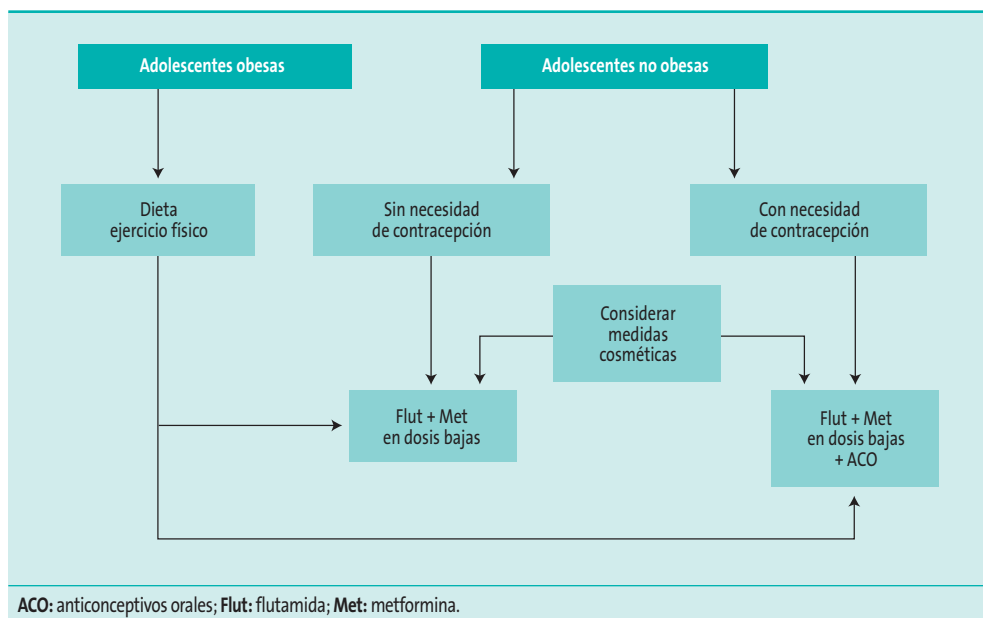 Adolescentes obesas
Adolescentes no obesas
Dieta
ejercicio físico
Sin necesidad
de contracepción
Con necesidad
de contracepción
Considerar
medidas
cosméticas
Flut + Met
en dosis bajas
Flut + Met
en dosis bajas
+ ACO
ACO: anticonceptivos orales; Flut: flutamida; Met: metformina.